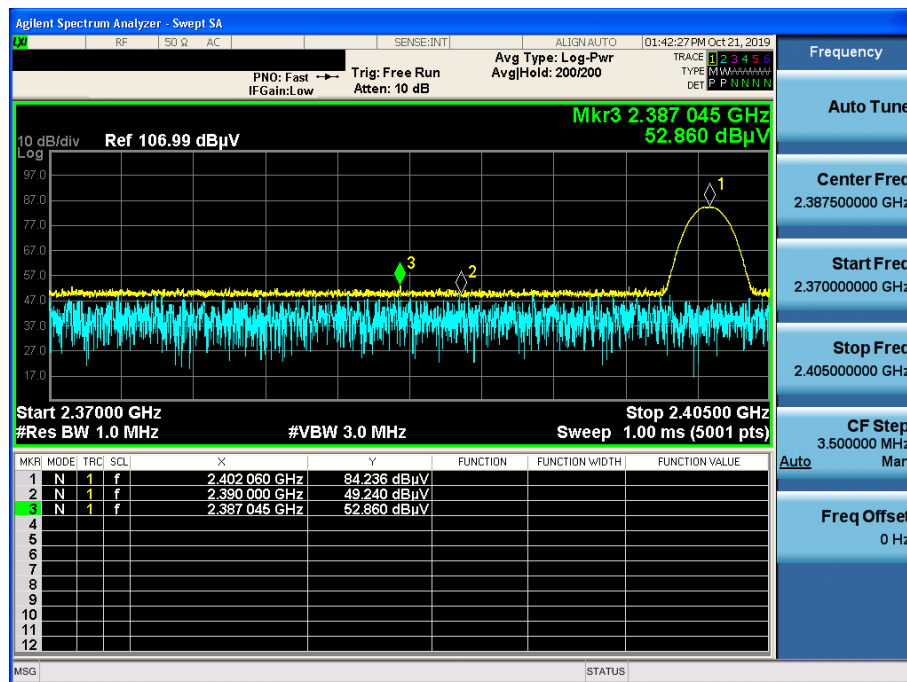 Agilent Spectrum Analyzer - Swept SA
LXI RF 50 Ω AC SENSE:INT ALIGN AUTO 01:42:27 PM Oct 21, 2019
Avg Type: Log-Pwr TRACE 1 2 3 4 5 6
PNO: Fast Trig: Free Run Avg|Hold: 200/200 TYPE MWWWWWW
IFGain:Low Atten: 10 dB DET P P N N N N
Mkr3 2.387 045 GHz
52.860 dBµV
10 dB/div Ref 106.99 dBµV
Log
97.0
87.0
77.0
67.0
57.0
47.0
37.0
27.0
17.0
1
3
2
Start 2.37000 GHz Stop 2.40500 GHz
#Res BW 1.0 MHz #VBW 3.0 MHz Sweep 1.00 ms (5001 pts)
MKR MODE TRC SCL X Y FUNCTION FUNCTION WIDTH FUNCTION VALUE
1 N 1 f 2.402 060 GHz 84.236 dBµV
2 N 1 f 2.390 000 GHz 49.240 dBµV
3 N 1 f 2.387 045 GHz 52.860 dBµV
4
5
6
7
8
9
10
11
12
MSG STATUS
Frequency
Auto Tune
Center Freq
2.387500000 GHz
Start Freq
2.370000000 GHz
Stop Freq
2.405000000 GHz
CF Step
3.500000 MHz
Auto Man
Freq Offset
0 Hz